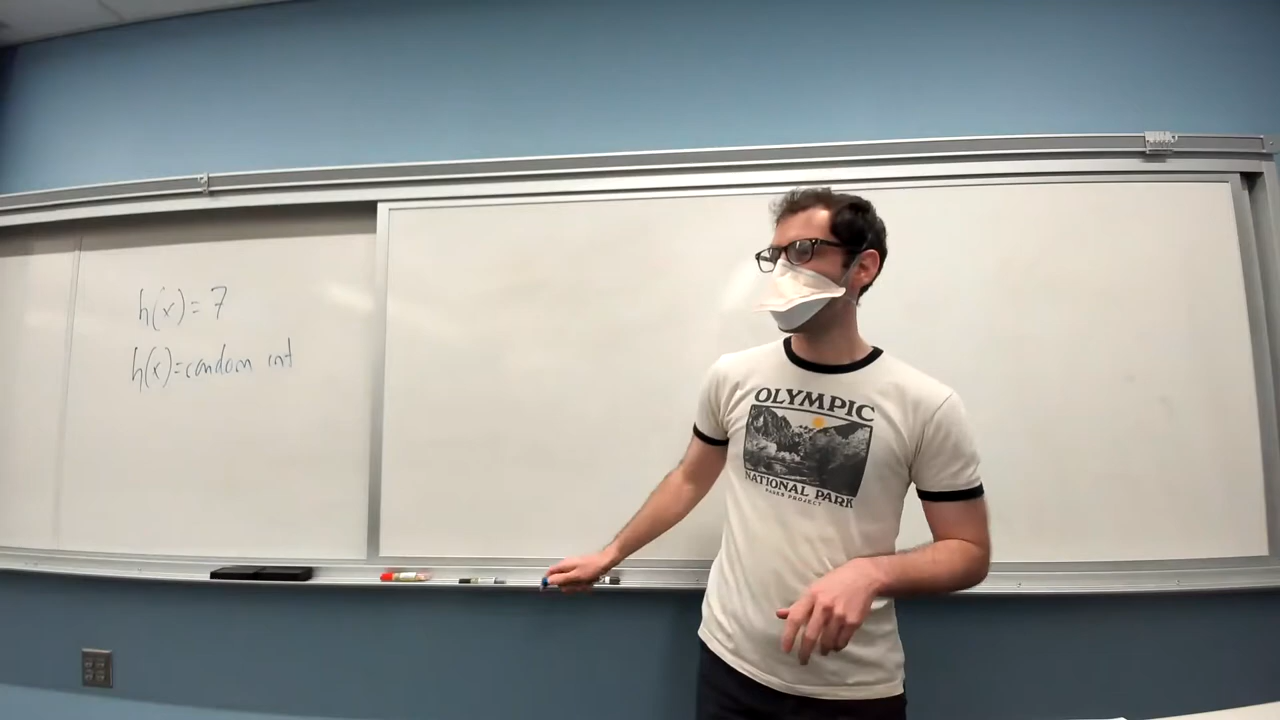 h(x) = 7
h(x) = random int
OLYMPIC
NATIONAL PARK
PARKS PROJECT